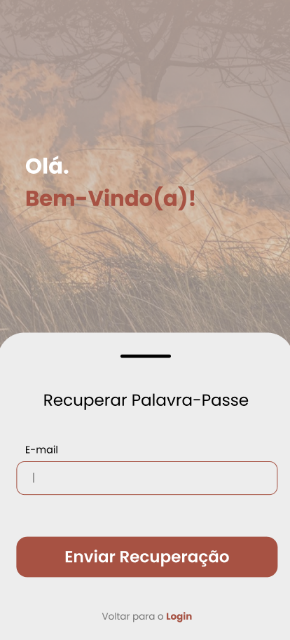 Olá.
Bem-Vindo(a)!
Recuperar Palavra-Passe
E-mail
Enviar Recuperação
Voltar para o Login